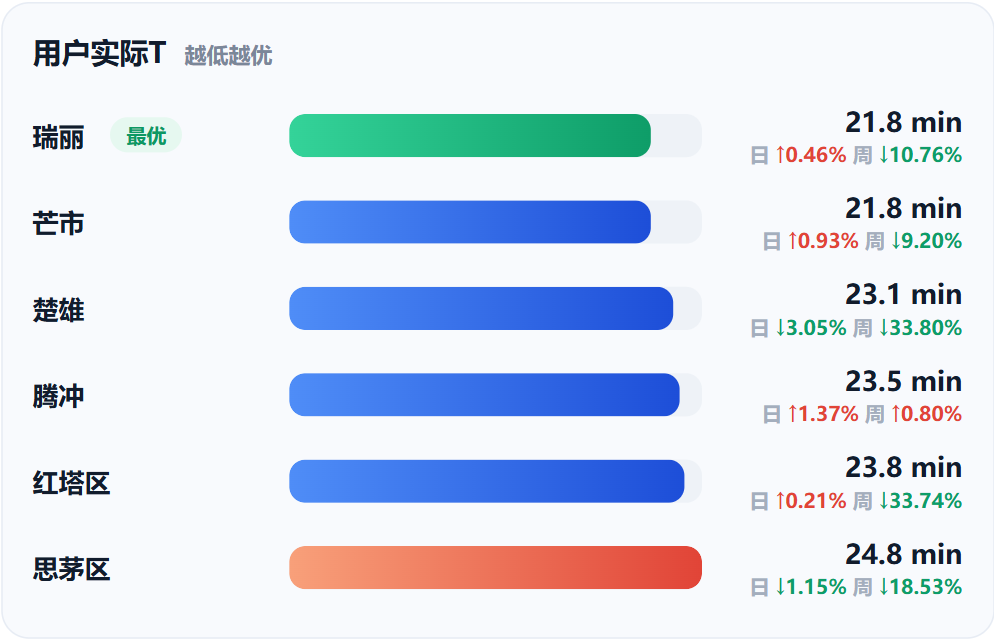 用户实际T 越低越优
瑞丽 最优 21.8 min
日 ↑0.46% 周 ↓10.76%
芒市 21.8 min
日 ↑0.93% 周 ↓9.20%
楚雄 23.1 min
日 ↓3.05% 周 ↓33.80%
腾冲 23.5 min
日 ↑1.37% 周 ↑0.80%
红塔区 23.8 min
日 ↑0.21% 周 ↓33.74%
思茅区 24.8 min
日 ↓1.15% 周 ↓18.53%